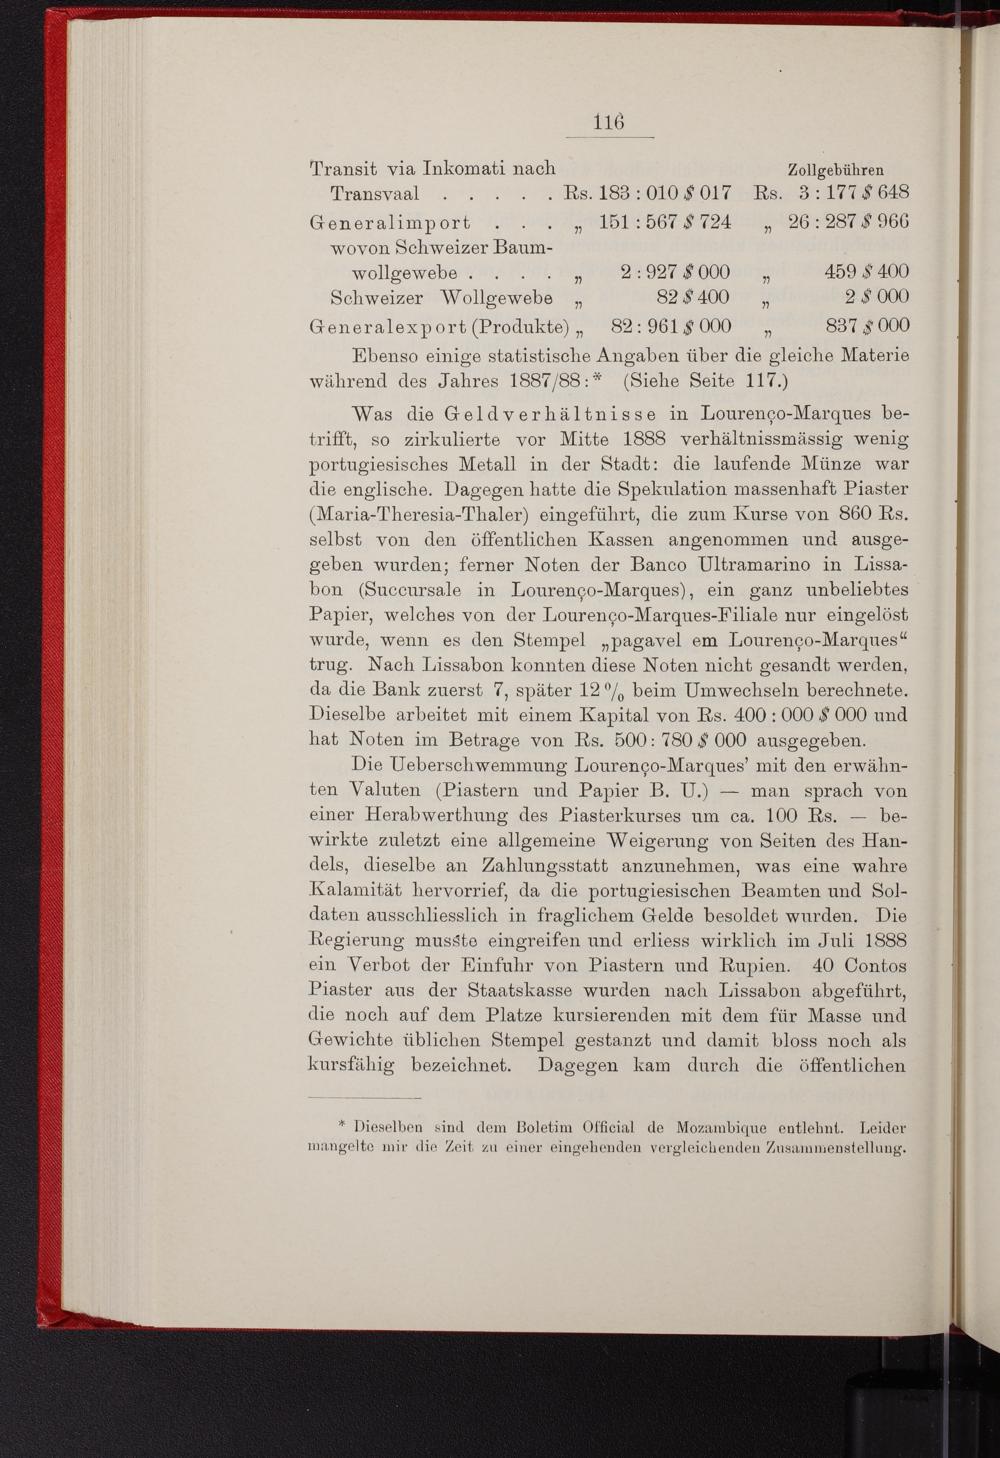 116
Transit via Inkomati nach Zollgebühren
Transvaal . . . . . Rs. 183 : 010 $ 017 Rs. 3 : 177 $ 648
Generalimport . . . „ 151 : 567 $ 724 „ 26 : 287 $ 966
wovon Schweizer Baum-
wollgewebe . . . . „ 2 : 927 $ 000 „ 459 $ 400
Schweizer Wollgewebe „ 82 $ 400 „ 2 $ 000
Generalexport (Produkte) „ 82 : 961 $ 000 „ 837 $ 000
Ebenso einige statistische Angaben über die gleiche Materie
während des Jahres 1887/88:* (Siehe Seite 117.)
Was die Geldverhältnisse in Lourenço-Marques be-
trifft, so zirkulierte vor Mitte 1888 verhältnissmässig wenig
portugiesisches Metall in der Stadt: die laufende Münze war
die englische. Dagegen hatte die Spekulation massenhaft Piaster
(Maria-Theresia-Thaler) eingeführt, die zum Kurse von 860 Rs.
selbst von den öffentlichen Kassen angenommen und ausge-
geben wurden; ferner Noten der Banco Ultramarino in Lissa-
bon (Succursale in Lourenço-Marques), ein ganz unbeliebtes
Papier, welches von der Lourenço-Marques-Filiale nur eingelöst
wurde, wenn es den Stempel „pagavel em Lourenço-Marques“
trug. Nach Lissabon konnten diese Noten nicht gesandt werden,
da die Bank zuerst 7, später 12 % beim Umwechseln berechnete.
Dieselbe arbeitet mit einem Kapital von Rs. 400 : 000 $ 000 und
hat Noten im Betrage von Rs. 500 : 780 $ 000 ausgegeben.
Die Ueberschwemmung Lourenço-Marques’ mit den erwähn-
ten Valuten (Piastern und Papier B. U.) — man sprach von
einer Herabwerthung des Piasterkurses um ca. 100 Rs. — be-
wirkte zuletzt eine allgemeine Weigerung von Seiten des Han-
dels, dieselbe an Zahlungsstatt anzunehmen, was eine wahre
Kalamität hervorrief, da die portugiesischen Beamten und Sol-
daten ausschliesslich in fraglichem Gelde besoldet wurden. Die
Regierung musste eingreifen und erliess wirklich im Juli 1888
ein Verbot der Einfuhr von Piastern und Rupien. 40 Contos
Piaster aus der Staatskasse wurden nach Lissabon abgeführt,
die noch auf dem Platze kursierenden mit dem für Masse und
Gewichte üblichen Stempel gestanzt und damit bloss noch als
kursfähig bezeichnet. Dagegen kam durch die öffentlichen
* Dieselben sind dem Boletim Official de Mozambique entlehnt. Leider
mangelte mir die Zeit zu einer eingehenden vergleichenden Zusammenstellung.